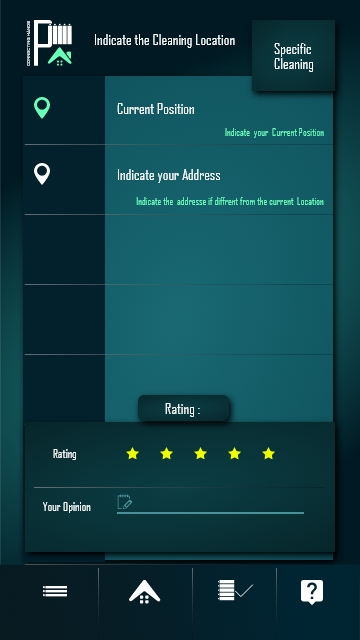 Indicate the Cleaning Location
Specific
Cleaning
Current Position
Indicate your Current Position
Indicate your Address
Indicate the addresse if diffrent from the current Location
Rating :
Rating
Your Opinion
?